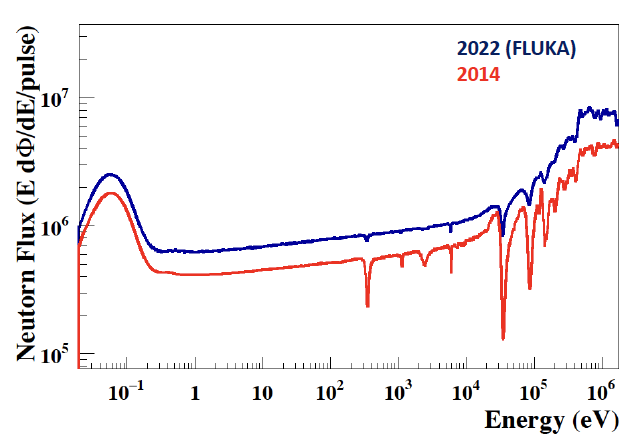 2022 (FLUKA)
2014
Neutorn Flux (E dΦ/dE/pulse)
10⁷
10⁶
10⁵
10⁻¹ 1 10 10² 10³ 10⁴ 10⁵ 10⁶
Energy (eV)